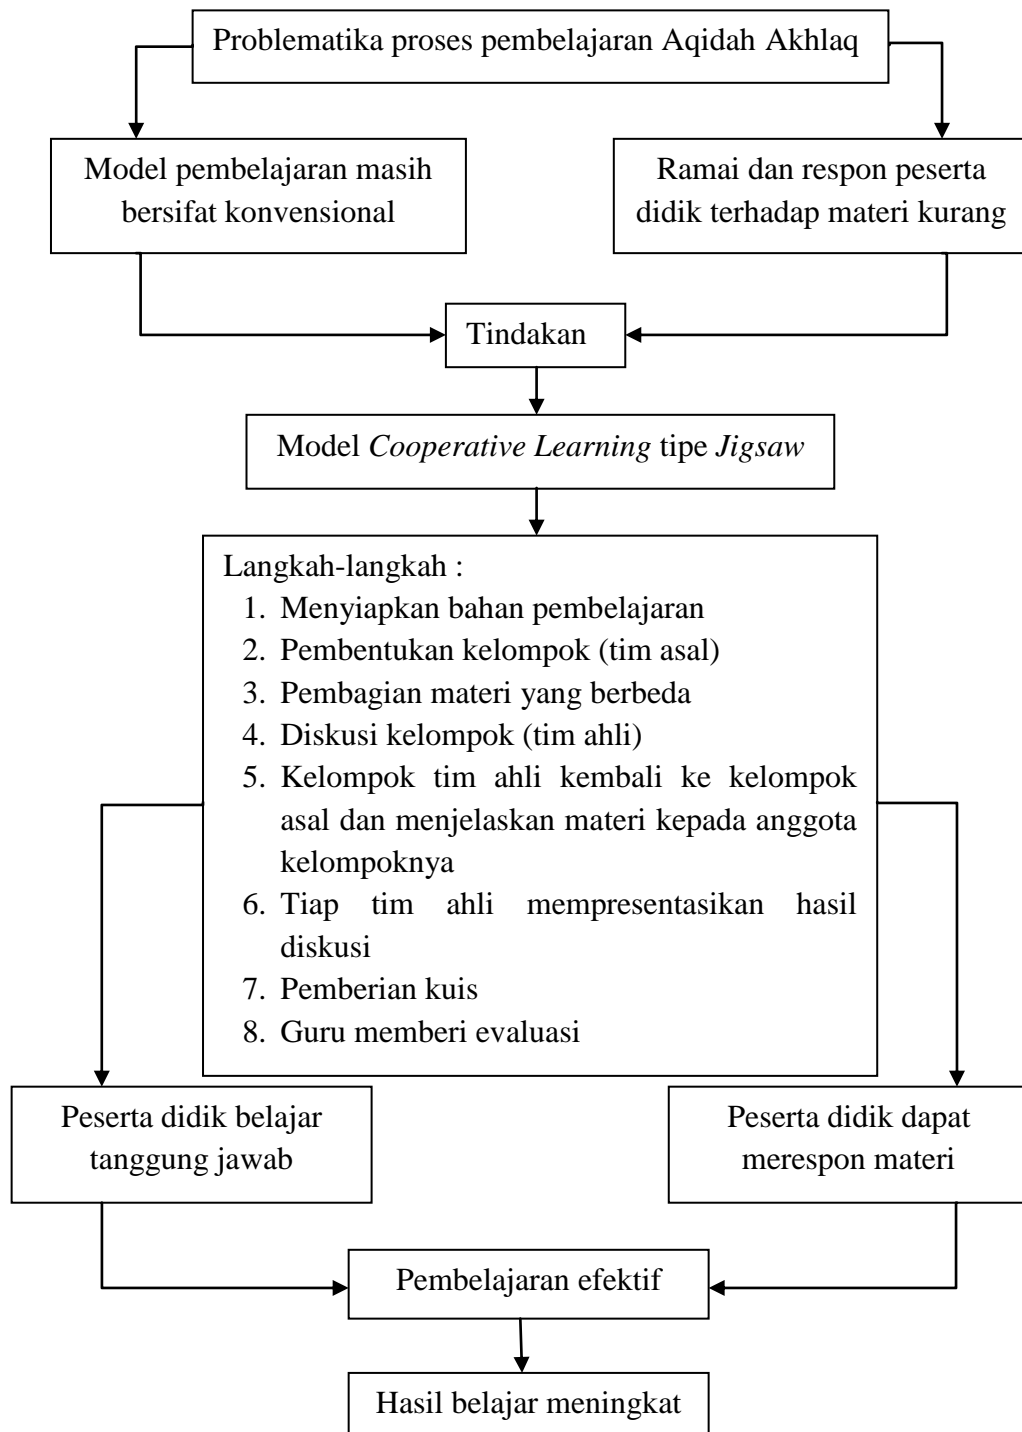 Problematika proses pembelajaran Aqidah Akhlaq
Model pembelajaran masih
bersifat konvensional
Ramai dan respon peserta
didik terhadap materi kurang
Tindakan
Model Cooperative Learning tipe Jigsaw
Langkah-langkah :
1. Menyiapkan bahan pembelajaran
2. Pembentukan kelompok (tim asal)
3. Pembagian materi yang berbeda
4. Diskusi kelompok (tim ahli)
5. Kelompok tim ahli kembali ke kelompok
asal dan menjelaskan materi kepada anggota
kelompoknya
6. Tiap tim ahli mempresentasikan hasil
diskusi
7. Pemberian kuis
8. Guru memberi evaluasi
Peserta didik belajar
tanggung jawab
Peserta didik dapat
merespon materi
Pembelajaran efektif
Hasil belajar meningkat